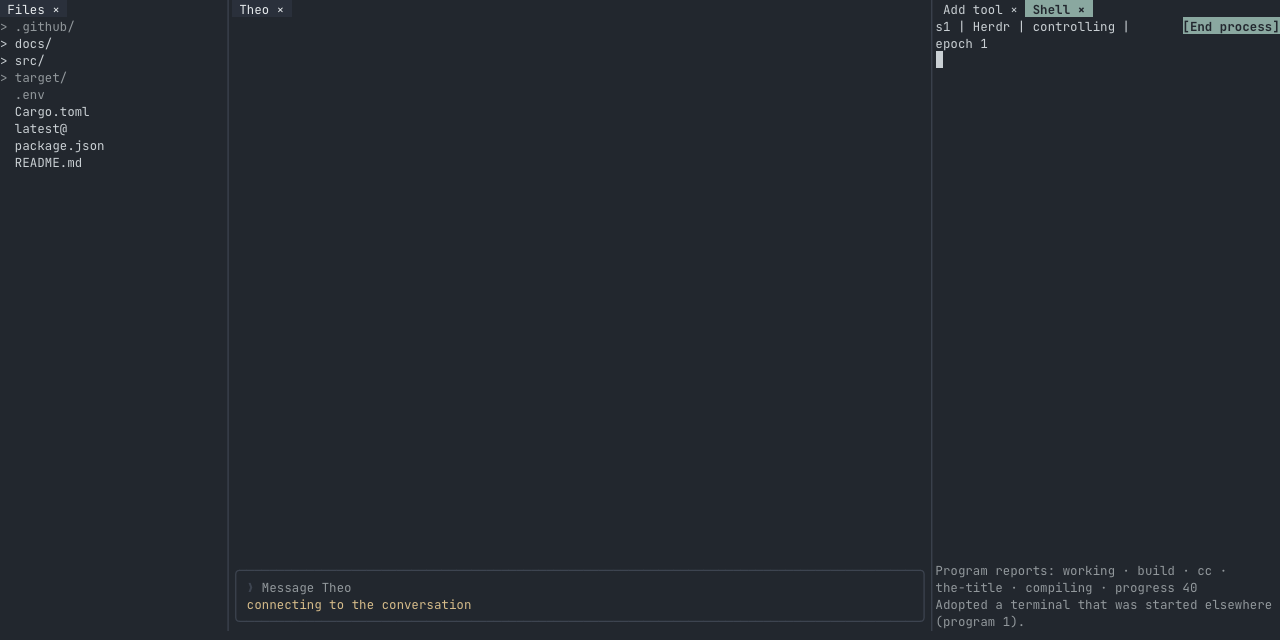 Files ×
> .github/
> docs/
> src/
> target/
.env
Cargo.toml
latest@
package.json
README.md
Theo ×
⟩ Message Theo
connecting to the conversation
Add tool × Shell ×
s1 | Herdr | controlling | [End process]
epoch 1
Program reports: working · build · cc ·
the-title · compiling · progress 40
Adopted a terminal that was started elsewhere
(program 1).